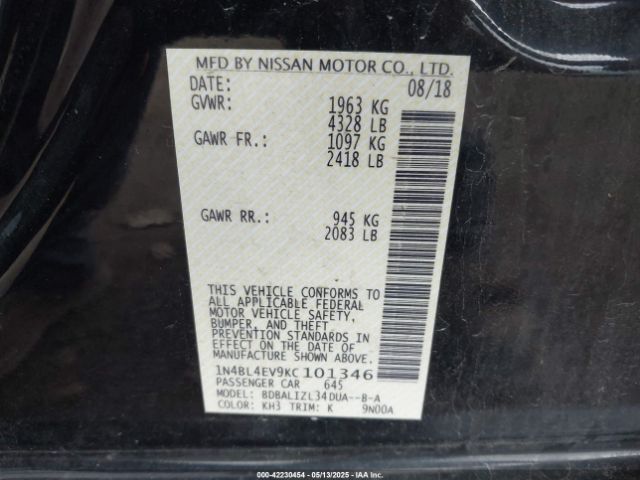 MFD BY NISSAN MOTOR CO., LTD.
DATE: 08/18
GVWR: 1963 KG
4328 LB
GAWR FR.: 1097 KG
2418 LB
GAWR RR.: 945 KG
2083 LB
THIS VEHICLE CONFORMS TO
ALL APPLICABLE FEDERAL
MOTOR VEHICLE SAFETY,
BUMPER, AND THEFT
PREVENTION STANDARDS IN
EFFECT ON THE DATE OF
MANUFACTURE SHOWN ABOVE.
1N4BL4EV9KC101346
PASSENGER CAR 645
MODEL: BDBALIZL34DUA--B-A
COLOR: KH3 TRIM: K 9N00A
000-42230454 - 05/13/2025 - IAAI.COM